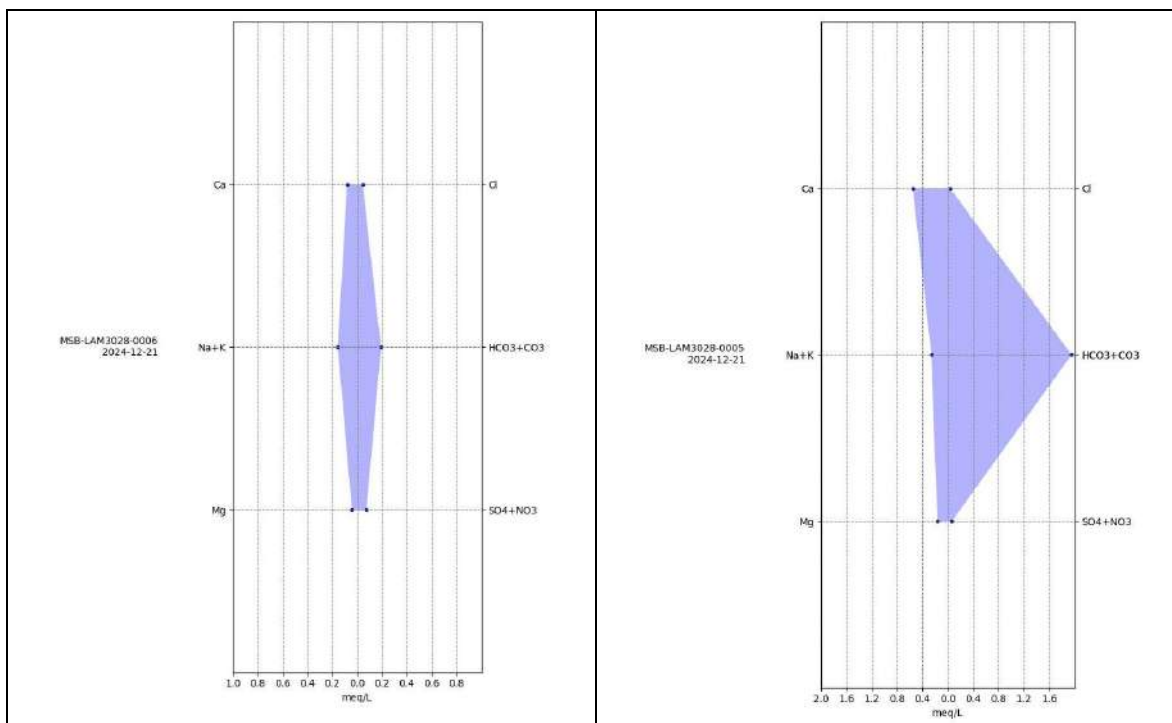 Ca
Cl
MSB-LAM3028-0006
2024-12-21
Na+K
HCO3+CO3
Mg
SO4+NO3
1.0 0.8 0.6 0.4 0.2 0.0 0.2 0.4 0.6 0.8
meq/L
Ca
Cl
MSB-LAM3028-0005
2024-12-21
Na+K
HCO3+CO3
Mg
SO4+NO3
2.0 1.6 1.2 0.8 0.4 0.0 0.4 0.8 1.2 1.6
meq/L